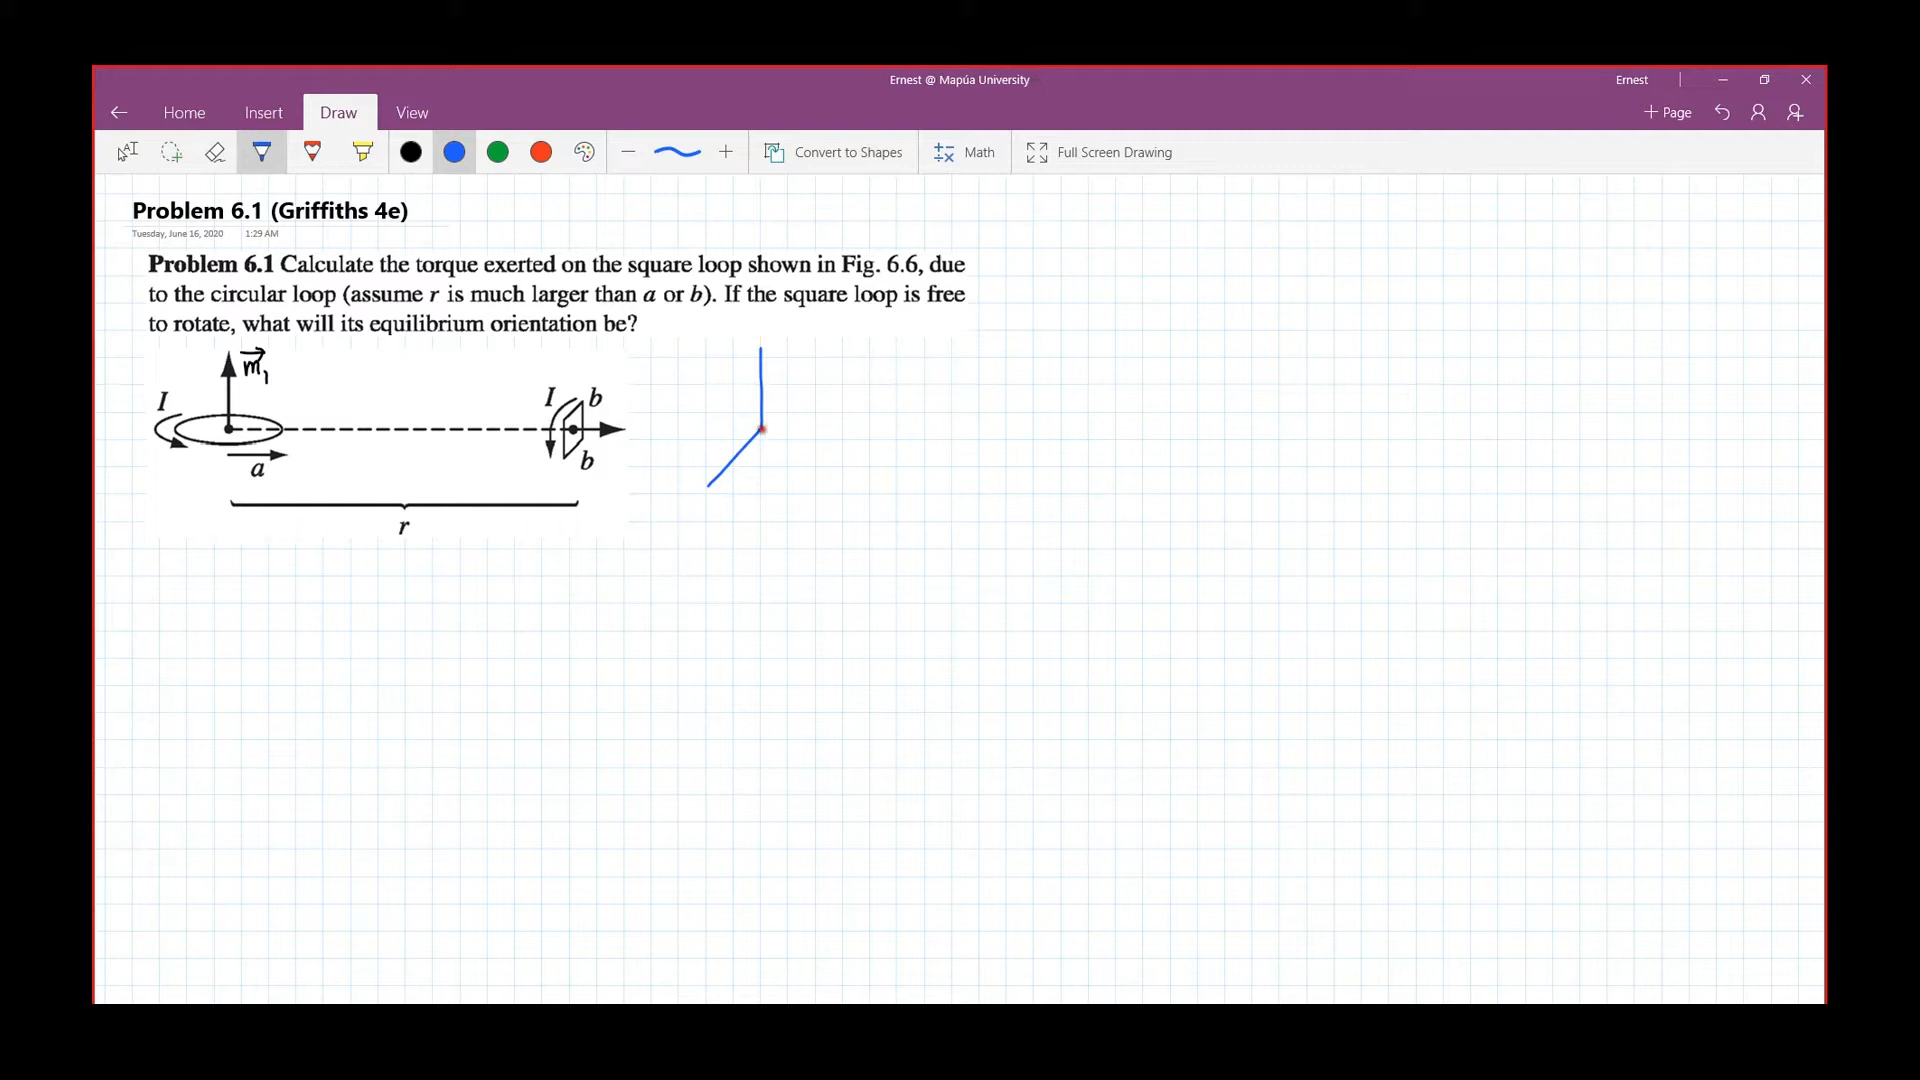 Ernest @ Mapúa University
Ernest
Home Insert Draw View
+ Page
Convert to Shapes
Math
Full Screen Drawing
Problem 6.1 (Griffiths 4e)
Tuesday, June 16, 2020 1:29 AM
Problem 6.1 Calculate the torque exerted on the square loop shown in Fig. 6.6, due
to the circular loop (assume r is much larger than a or b). If the square loop is free
to rotate, what will its equilibrium orientation be?
m⃗₁
I
I b
a
b
r